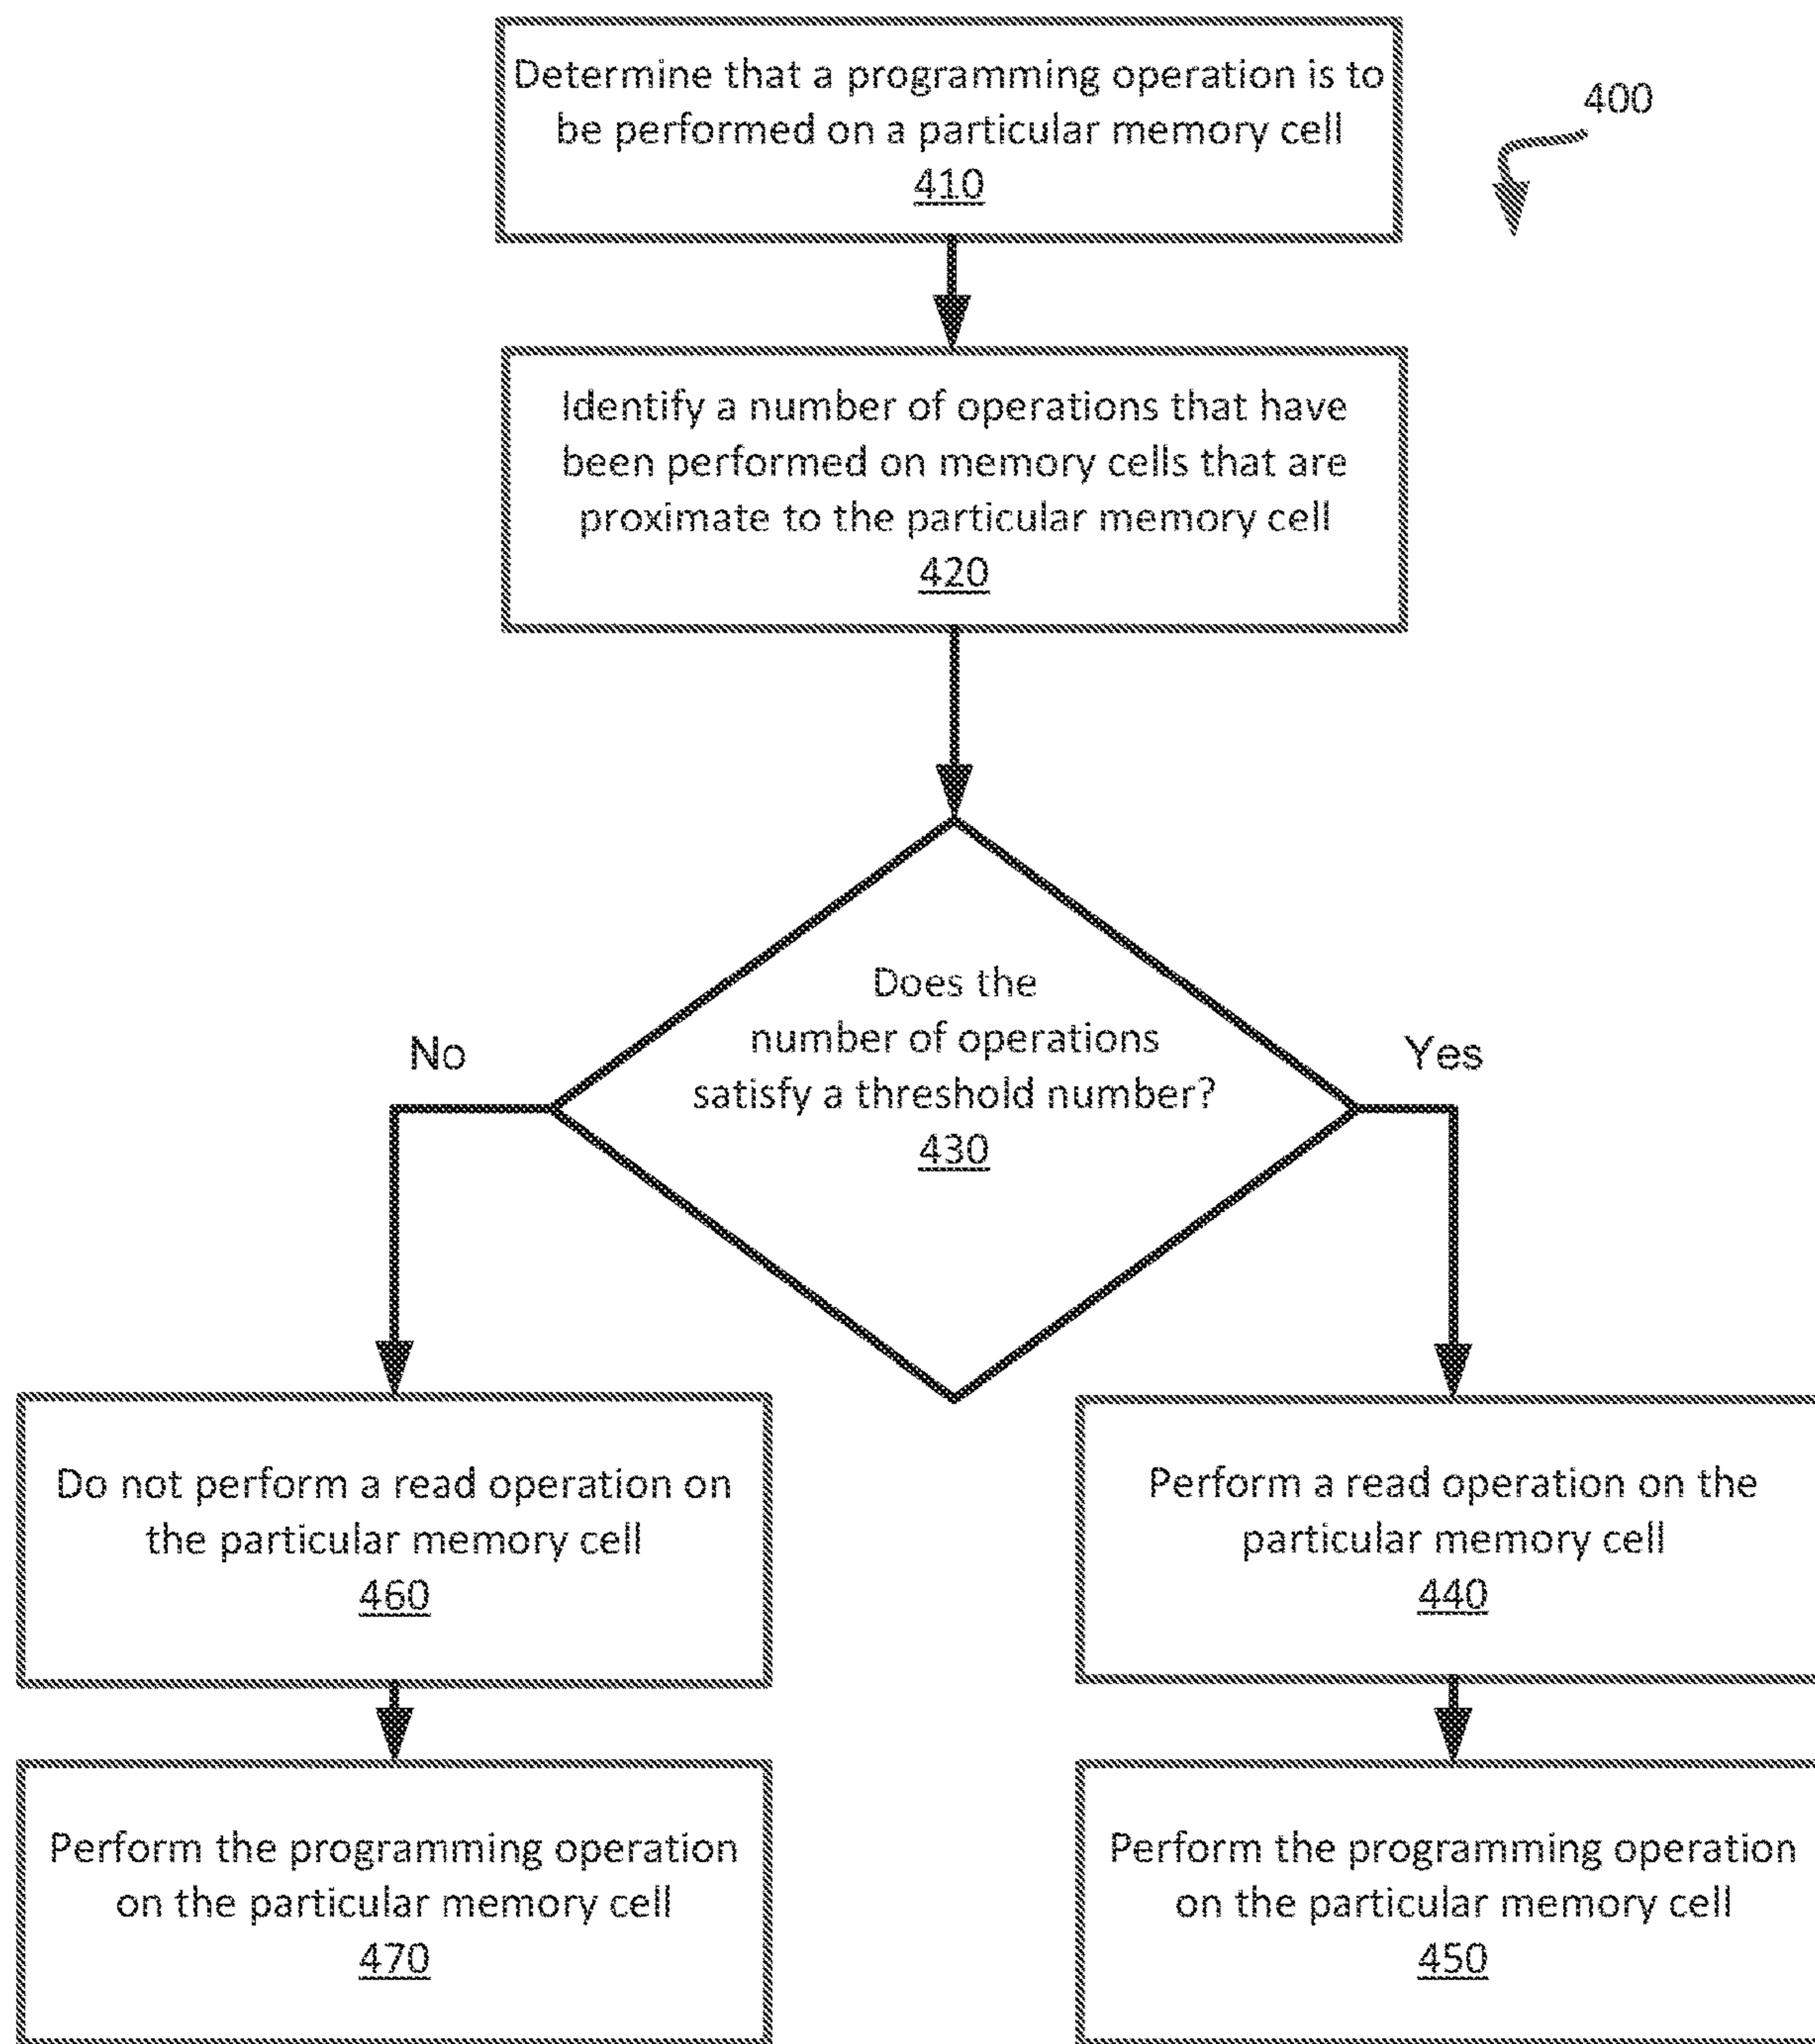 Determine that a programming operation is to
be performed on a particular memory cell
410
400
Identify a number of operations that have
been performed on memory cells that are
proximate to the particular memory cell
420
Does the
number of operations
satisfy a threshold number?
430
No
Yes
Do not perform a read operation on
the particular memory cell
460
Perform a read operation on the
particular memory cell
440
Perform the programming operation
on the particular memory cell
470
Perform the programming operation
on the particular memory cell
450